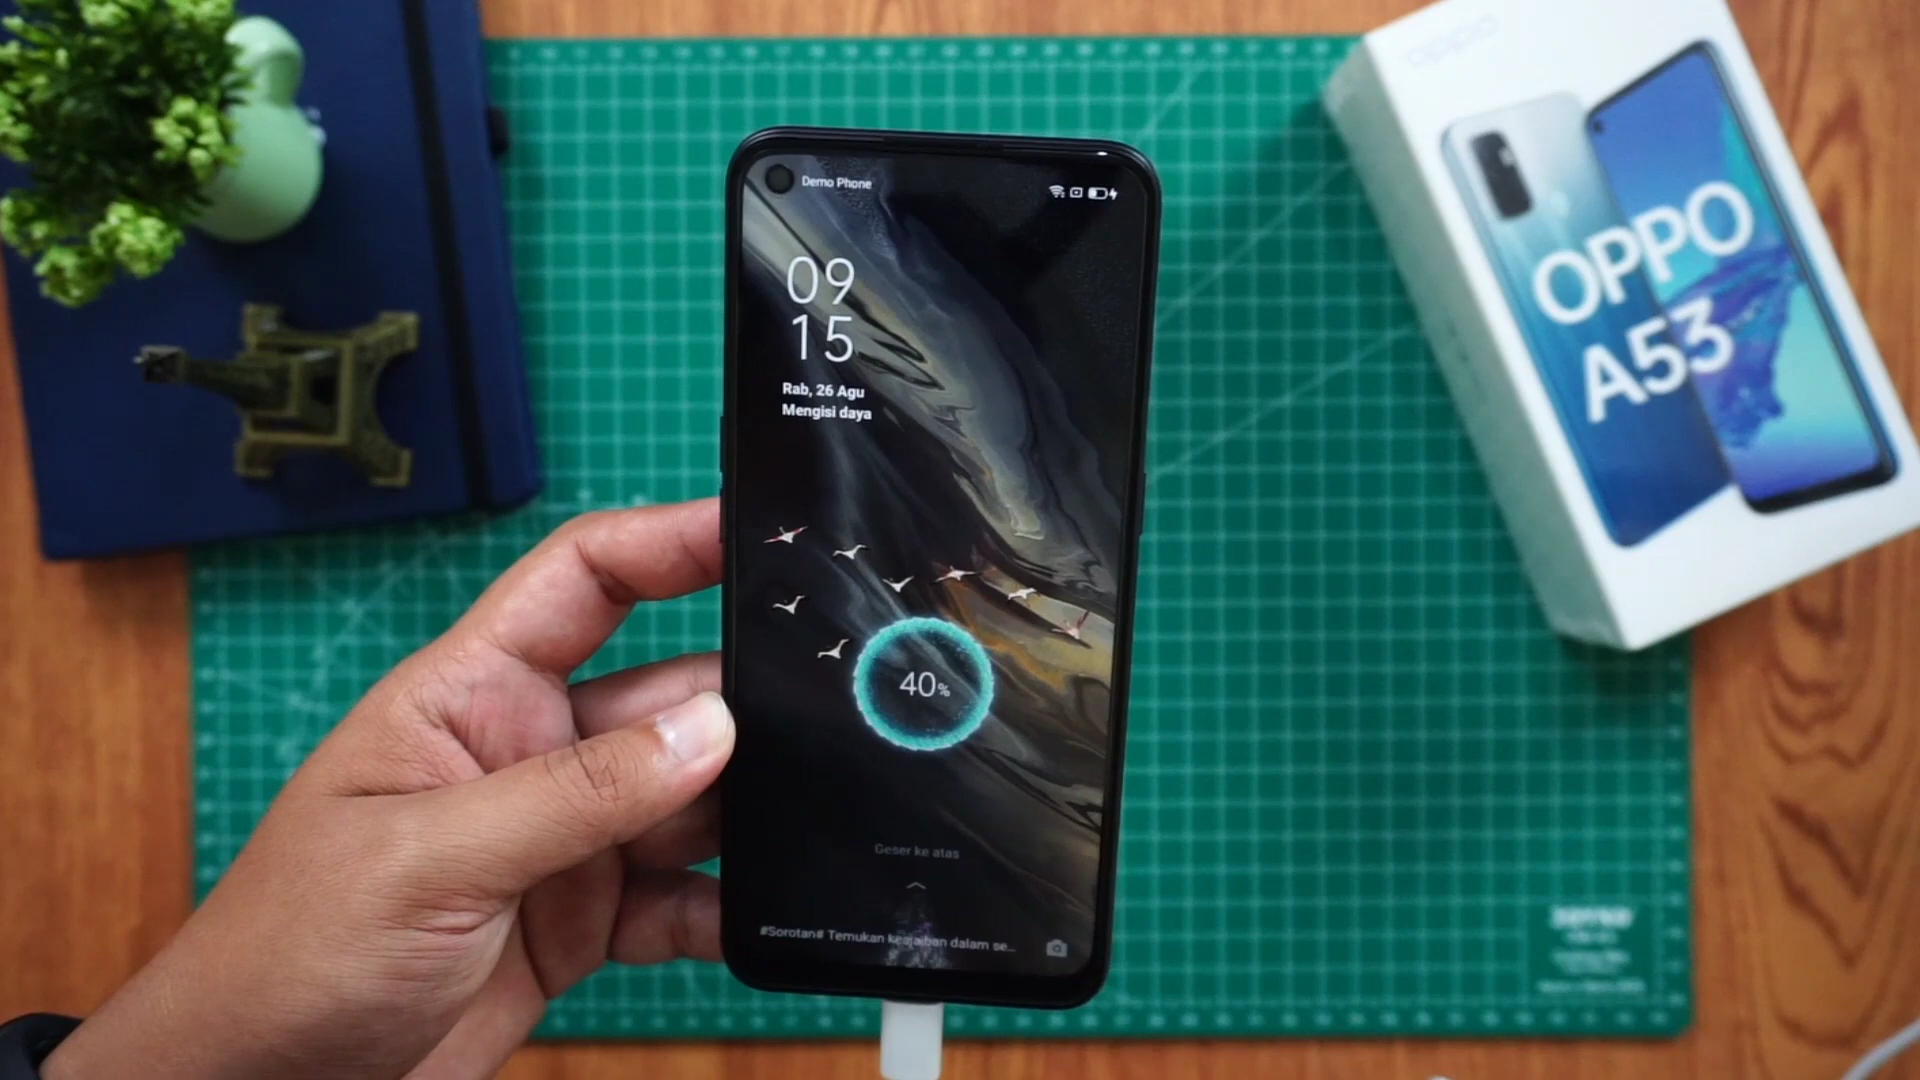 Demo Phone
09
15
Rab, 26 Agu
Mengisi daya
40%
Geser ke atas
#Sorotan# Temukan keajaiban dalam se...
oppo
OPPO
A53